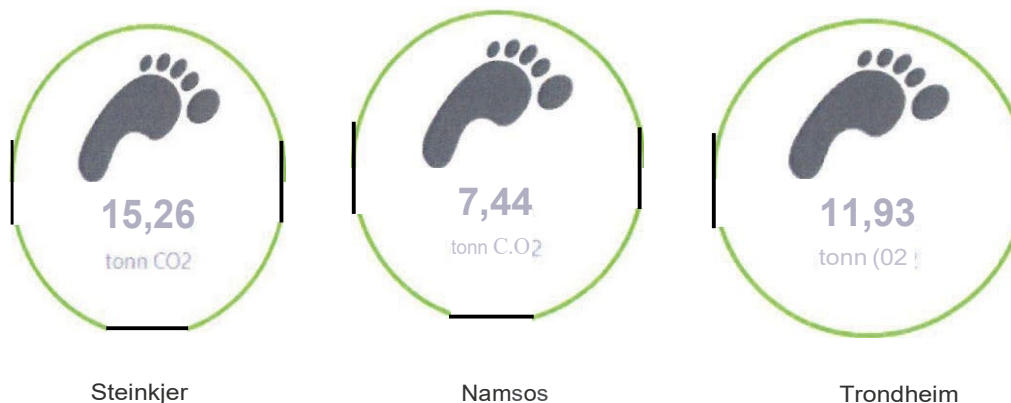 15,26
tonn CO2
Steinkjer
7,44
tonn C.O2
Namsos
11,93
tonn (02
Trondheim